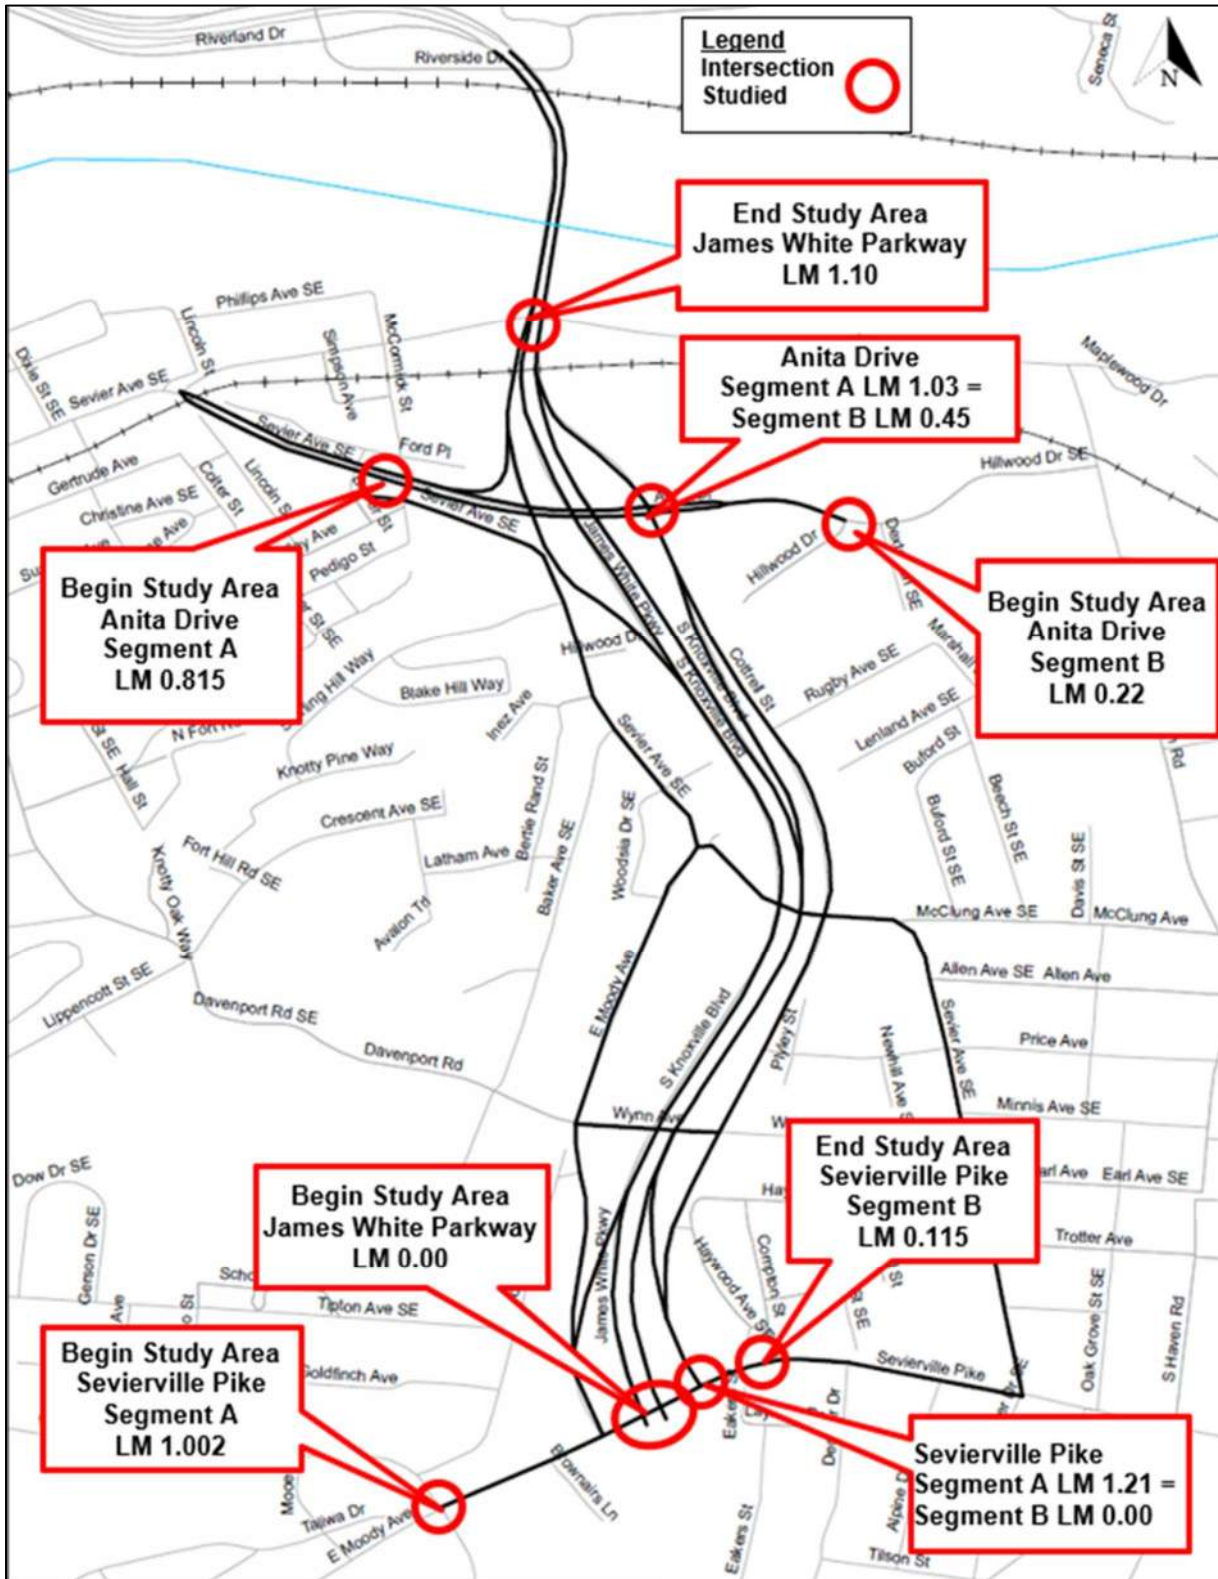 Riverland Dr
Riverside Dr
Legend
Intersection
Studied
Seneca St
N
End Study Area
James White Parkway
LM 1.10
Phillips Ave SE
Lincoln St
McCormick St
Simpson Ave
Dixie St SE
Sevier Ave SE
Maplewood Dr
Anita Drive
Segment A LM 1.03 =
Segment B LM 0.45
Sevier Ave SE
Ford Pl
Hillwood Dr SE
Gertrude Ave
Colter St
Lincoln S
Christine Ave SE
Sevier Ave SE
Pedigo St
James White Pkwy
Hillwood Dr
Begin Study Area
Anita Drive
Segment A
LM 0.815
Begin Study Area
Anita Drive
Segment B
LM 0.22
Hillwood D
S Knoxville Blvd
S Knoxville Blvd
Cottrell St
Rugby Ave SE
Lenland Ave SE
Buford St
Blake Hill Way
Inez Ave
Knotty Pine Way
Hall St
Sevier Ave SE
Crescent Ave SE
Bertie Rand St
Baker Ave SE
Woodsia Dr SE
Buford St SE
Beech St SE
Davis St SE
Fort Hill Rd SE
Latham Ave
Knotty Oak Way
Avalon Td
McClung Ave SE
McClung Ave
Lippencott St SE
Allen Ave SE
Allen Ave
Davenport Rd SE
E Moody Ave
S Knoxville Blvd
Plyley St
Sevier Ave SE
Price Ave
Davenport Rd
Newhill Ave S
Wynn Ave
Minnis Ave SE
End Study Area
Sevierville Pike
Segment B
LM 0.115
Earl Ave SE
Dow Dr SE
Gerson Dr SE
Begin Study Area
James White Parkway
LM 0.00
James White Pkwy
Haywood Ave SE
Compton St
Trotter Ave
Oak Grove St SE
S Haven Rd
Tipton Ave SE
Begin Study Area
Sevierville Pike
Segment A
LM 1.002
Goldfinch Ave
Sevierville Pike
Eakers S
Bownairs Ln
Sevierville Pike
Segment A LM 1.21 =
Segment B LM 0.00
Taliwa Dr
E Moody Ave
Eakers St
Alpine D
Tilson St